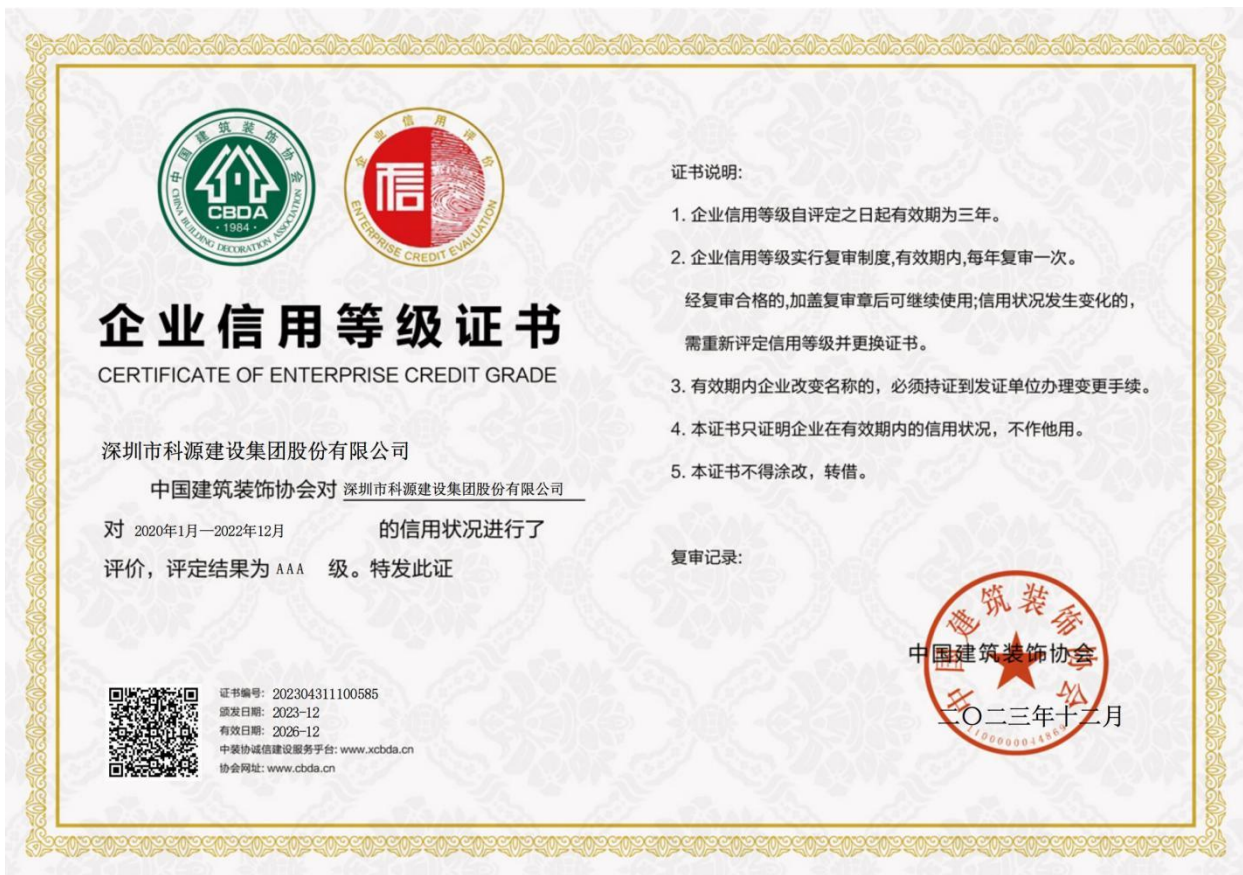 中国建筑装饰协会
CBDA
·1984·
CHINA BUILDING DECORATION ASSOCIATION
企业信用评价
信
ENTERPRISE CREDIT EVALUATION
企业信用等级证书
CERTIFICATE OF ENTERPRISE CREDIT GRADE
深圳市科源建设集团股份有限公司
中国建筑装饰协会对 深圳市科源建设集团股份有限公司
对 2020年1月—2022年12月 的信用状况进行了
评价，评定结果为 AAA 级。特发此证
证书编号: 202304311100585
颁发日期: 2023-12
有效日期: 2026-12
中装协诚信建设服务平台: www.xcbda.cn
协会网址: www.cbda.cn
证书说明:
1. 企业信用等级自评定之日起有效期为三年。
2. 企业信用等级实行复审制度,有效期内,每年复审一次。
经复审合格的,加盖复审章后可继续使用;信用状况发生变化的，
需重新评定信用等级并更换证书。
3. 有效期内企业改变名称的，必须持证到发证单位办理变更手续。
4. 本证书只证明企业在有效期内的信用状况，不作他用。
5. 本证书不得涂改，转借。
复审记录:
中国建筑装饰协会
二〇二三年十二月
中国建筑装饰协会